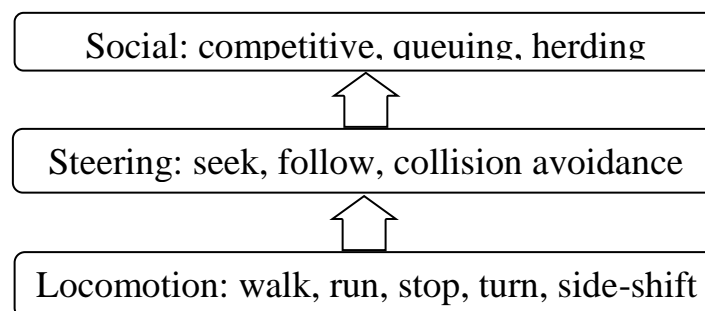 Social: competitive, queuing, herding
Steering: seek, follow, collision avoidance
Locomotion: walk, run, stop, turn, side-shift